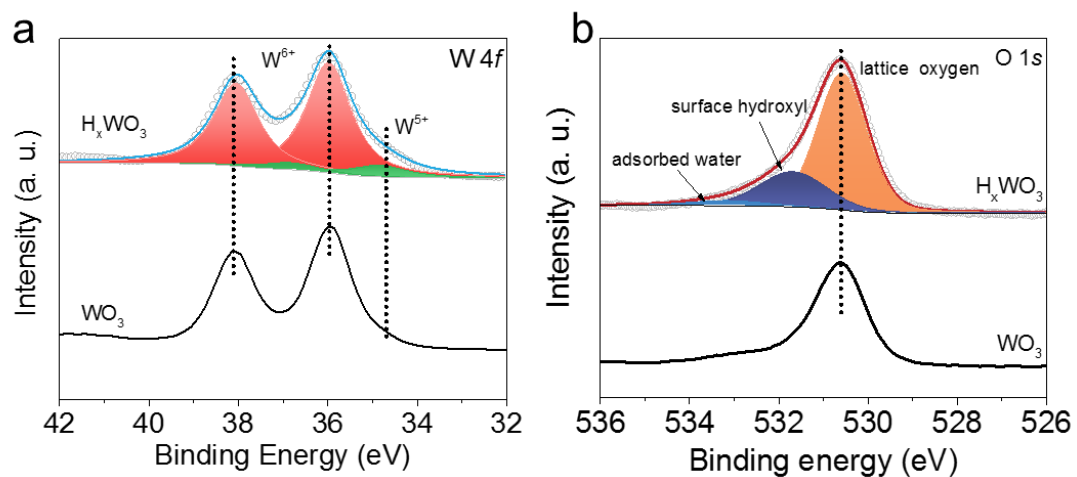 a
W 4f
W⁶⁺
W⁵⁺
HₓWO₃
WO₃
Intensity (a. u.)
42 40 38 36 34 32
Binding Energy (eV)
b
O 1s
lattice oxygen
surface hydroxyl
adsorbed water
HₓWO₃
WO₃
Intensity (a. u.)
536 534 532 530 528 526
Binding energy (eV)